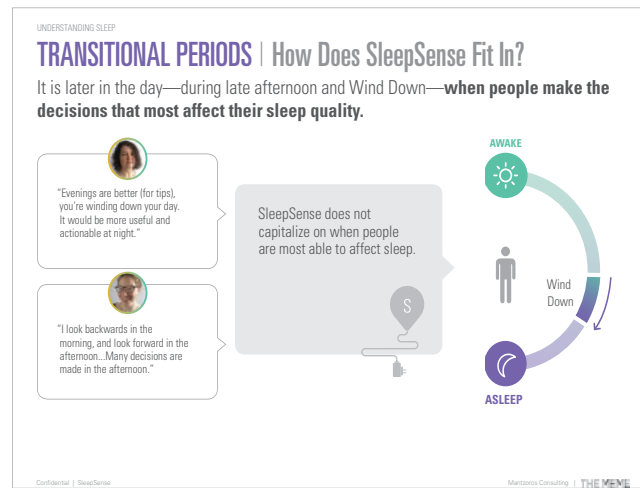 UNDERSTANDING SLEEP
TRANSITIONAL PERIODS | How Does SleepSense Fit In?
It is later in the day—during late afternoon and Wind Down—when people make the
decisions that most affect their sleep quality.
"Evenings are better (for tips),
you're winding down your day.
It would be more useful and
actionable at night."
"I look backwards in the
morning, and look forward in the
afternoon...Many decisions are
made in the afternoon."
SleepSense does not
capitalize on when people
are most able to affect sleep.
S
AWAKE
Wind
Down
ASLEEP
Confidential | SleepSense
Mantzoros Consulting | THE MEME